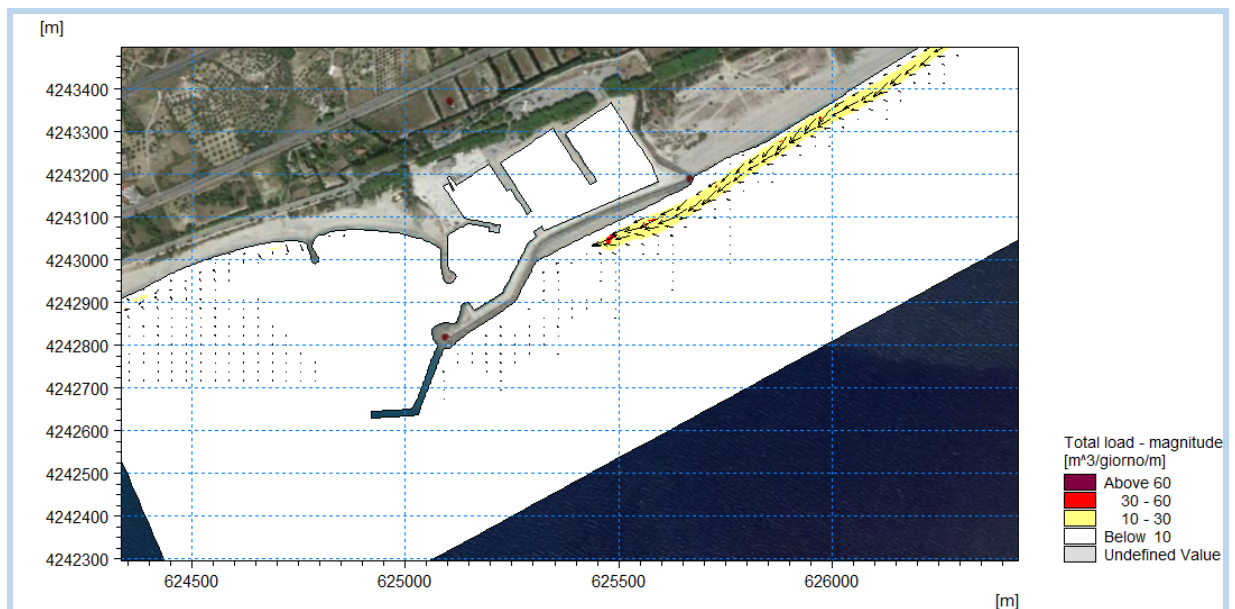 [m]
4243400
4243300
4243200
4243100
4243000
4242900
4242800
4242700
4242600
4242500
4242400
4242300
624500 625000 625500 626000
[m]
Total load - magnitude
[m^3/giorno/m]
Above 60
30 - 60
10 - 30
Below 10
Undefined Value